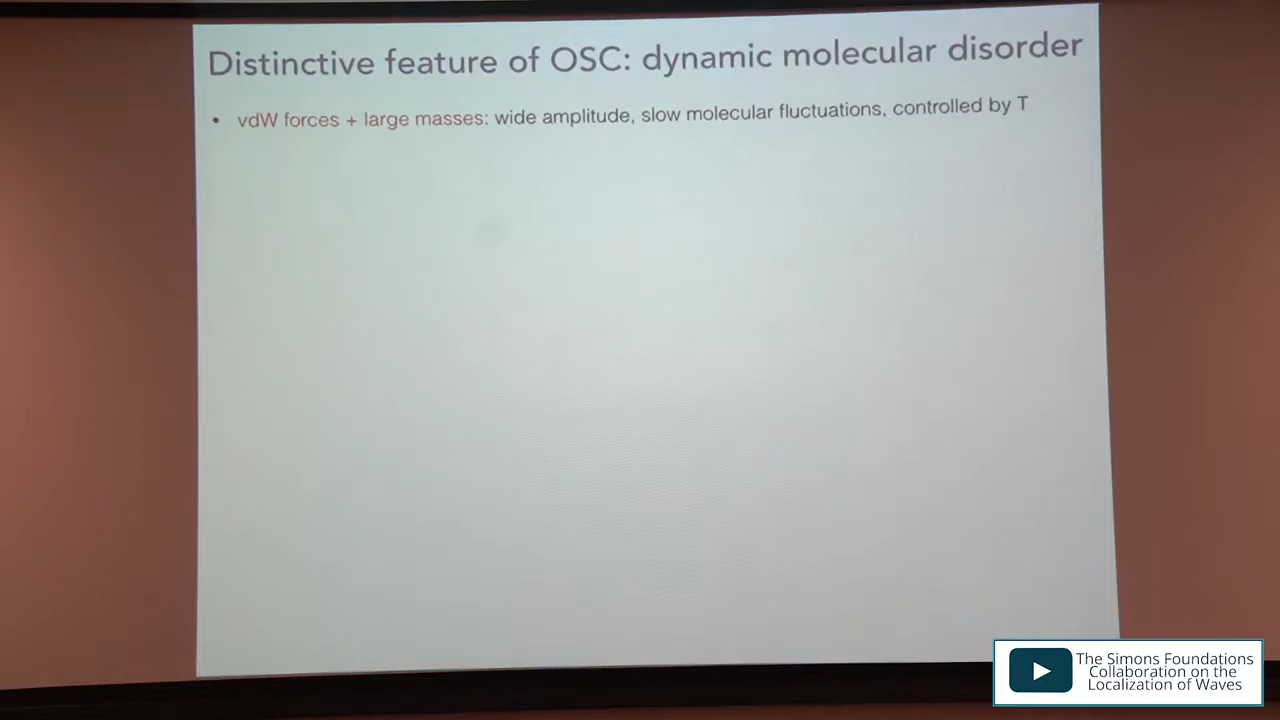 Distinctive feature of OSC: dynamic molecular disorder
• vdW forces + large masses: wide amplitude, slow molecular fluctuations, controlled by T
The Simons Foundations
Collaboration on the
Localization of Waves